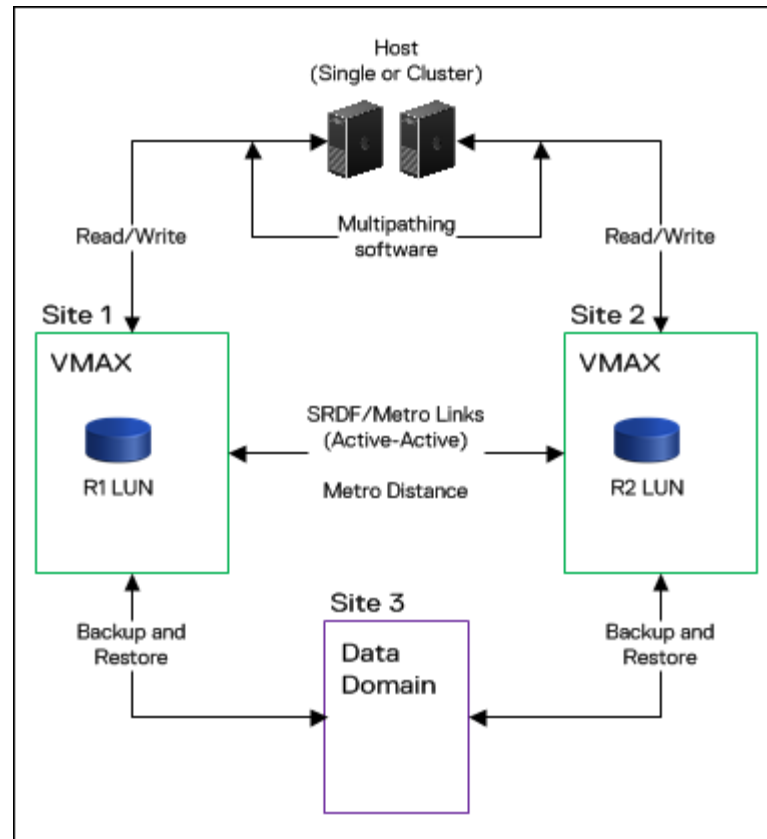 Host
(Single or Cluster)
Multipathing
software
Read/Write
Read/Write
Site 1
VMAX
R1 LUN
SRDF/Metro Links
(Active-Active)
Metro Distance
Site 2
VMAX
R2 LUN
Backup and
Restore
Site 3
Data
Domain
Backup and
Restore